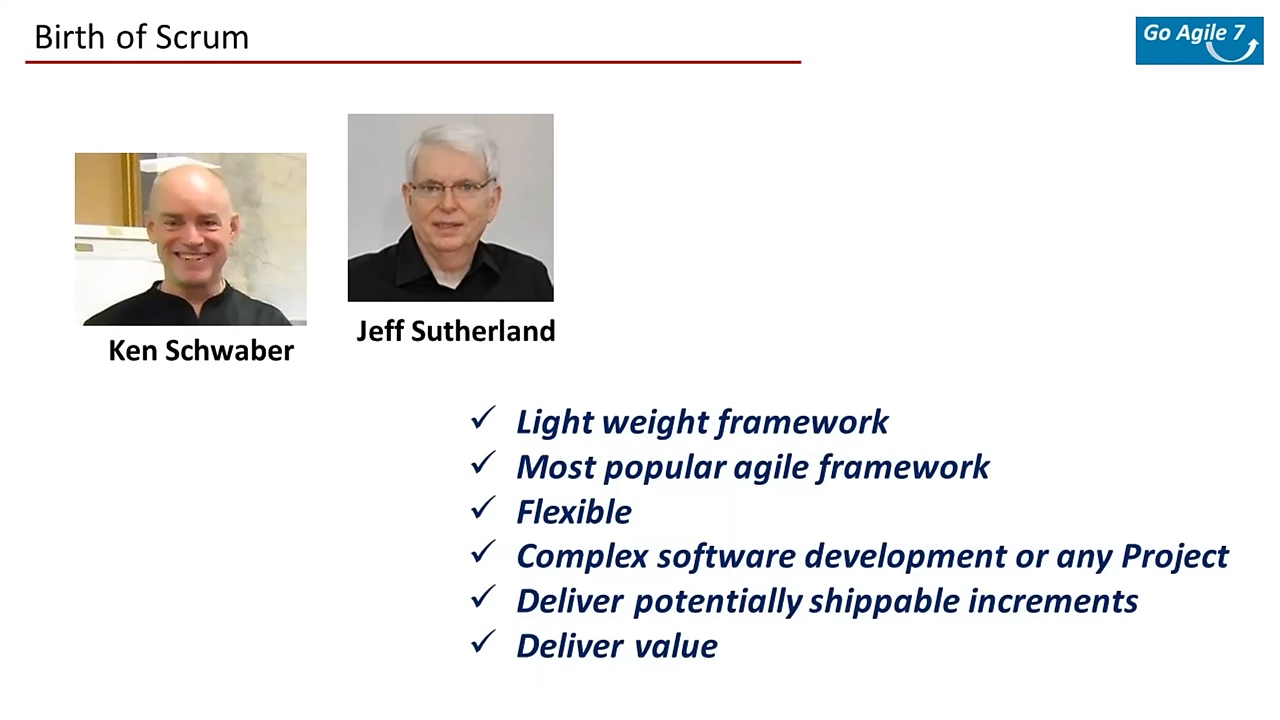 Birth of Scrum
Go Agile 7
Ken Schwaber
Jeff Sutherland
✓ Light weight framework
✓ Most popular agile framework
✓ Flexible
✓ Complex software development or any Project
✓ Deliver potentially shippable increments
✓ Deliver value